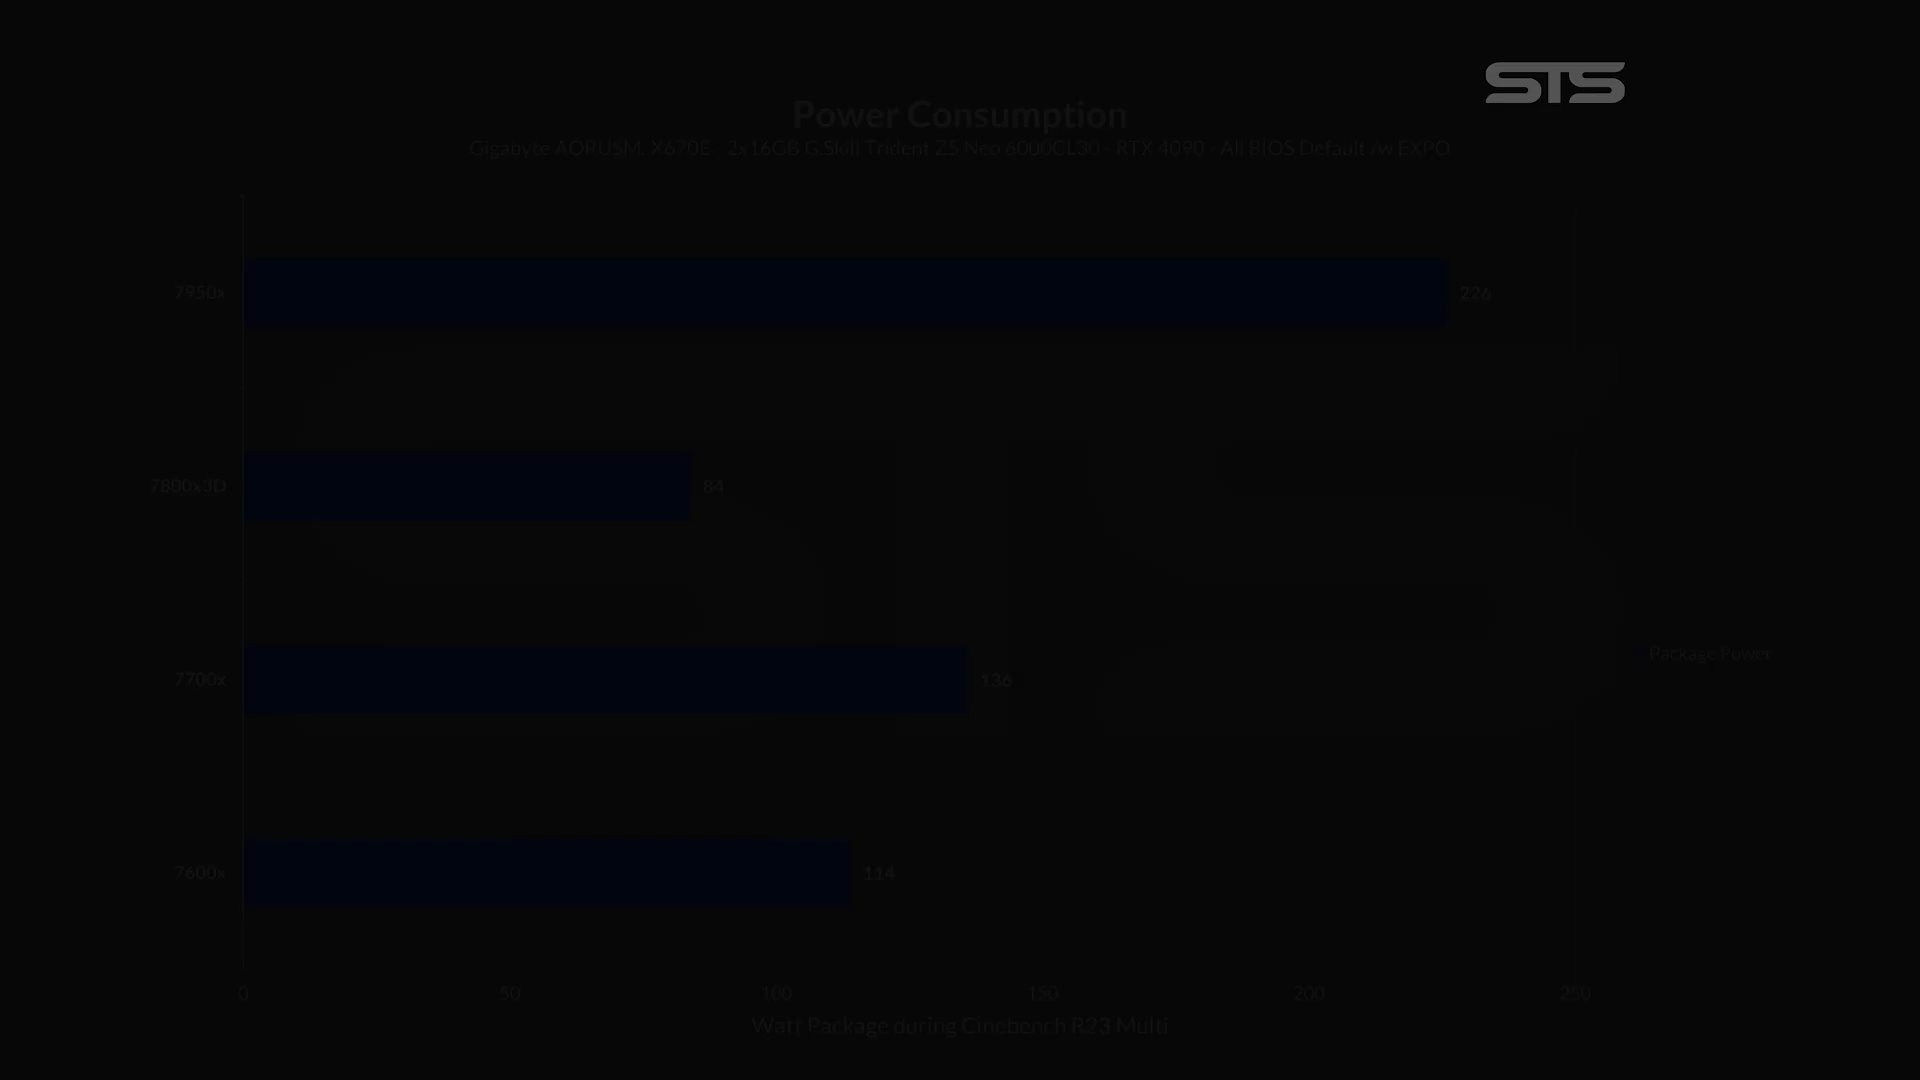 STS
Power Consumption
Gigabyte AORUSM. X670E - 2x16GB G.Skill Trident Z5 Neo 6000CL30 - RTX 4090 - All BIOS Default /w EXPO
7950x
226
7800x3D
84
7700x
136
Package Power
7600x
114
0 50 100 150 200 250
Watt Package during Cinebench R23 Multi